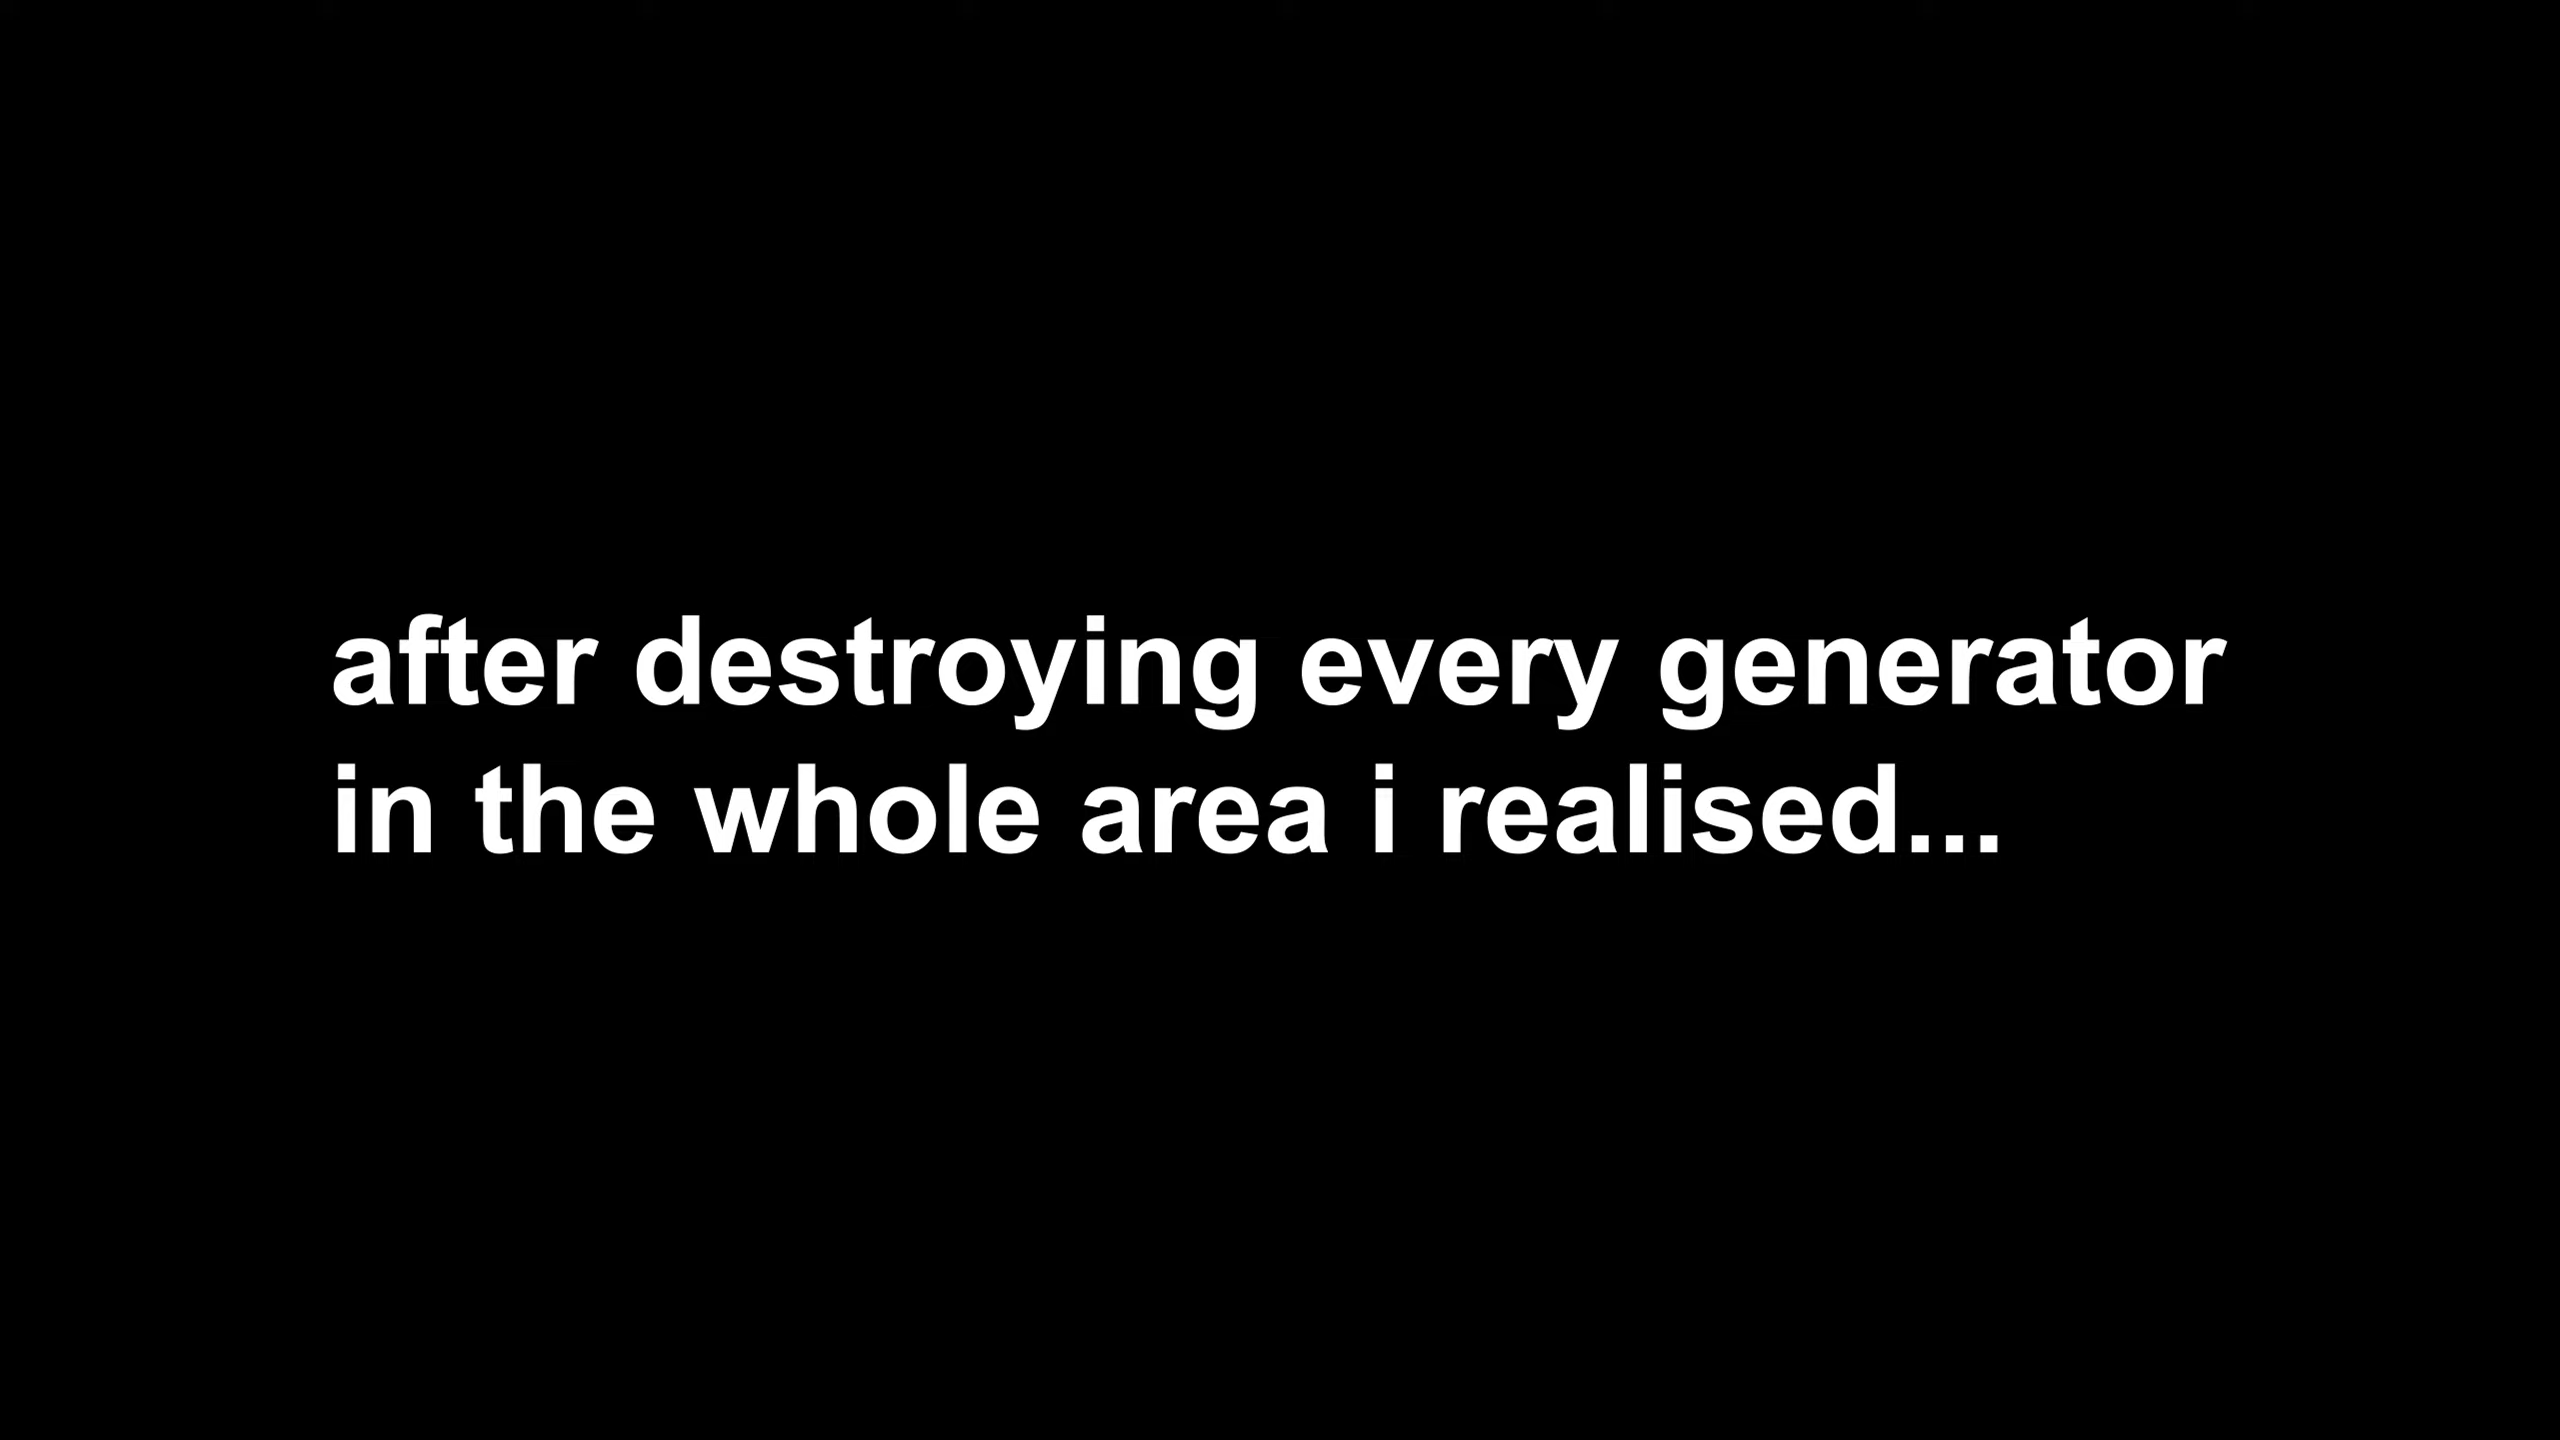 after destroying every generator
in the whole area i realised...